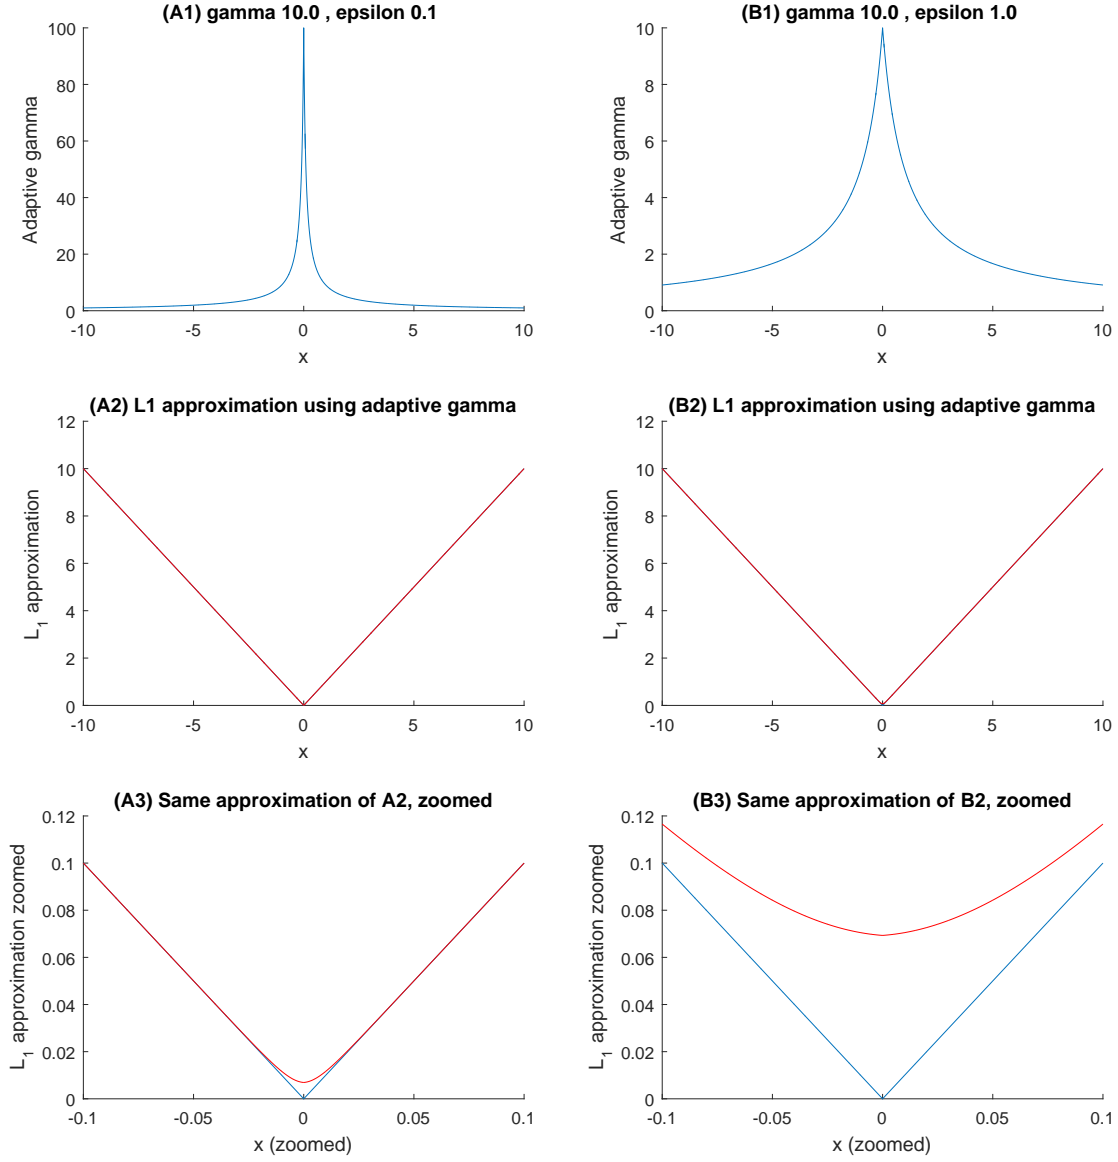 (A1) gamma 10.0 , epsilon 0.1
100
80
60
40
20
0
Adaptive gamma
-10 -5 0 5 10
x
(B1) gamma 10.0 , epsilon 1.0
10
8
6
4
2
0
Adaptive gamma
-10 -5 0 5 10
x
(A2) L1 approximation using adaptive gamma
12
10
8
6
4
2
0
L1 approximation
-10 -5 0 5 10
x
(B2) L1 approximation using adaptive gamma
12
10
8
6
4
2
0
L1 approximation
-10 -5 0 5 10
x
(A3) Same approximation of A2, zoomed
0.12
0.1
0.08
0.06
0.04
0.02
0
L1 approximation zoomed
-0.1 -0.05 0 0.05 0.1
x (zoomed)
(B3) Same approximation of B2, zoomed
0.12
0.1
0.08
0.06
0.04
0.02
0
L1 approximation zoomed
-0.1 -0.05 0 0.05 0.1
x (zoomed)